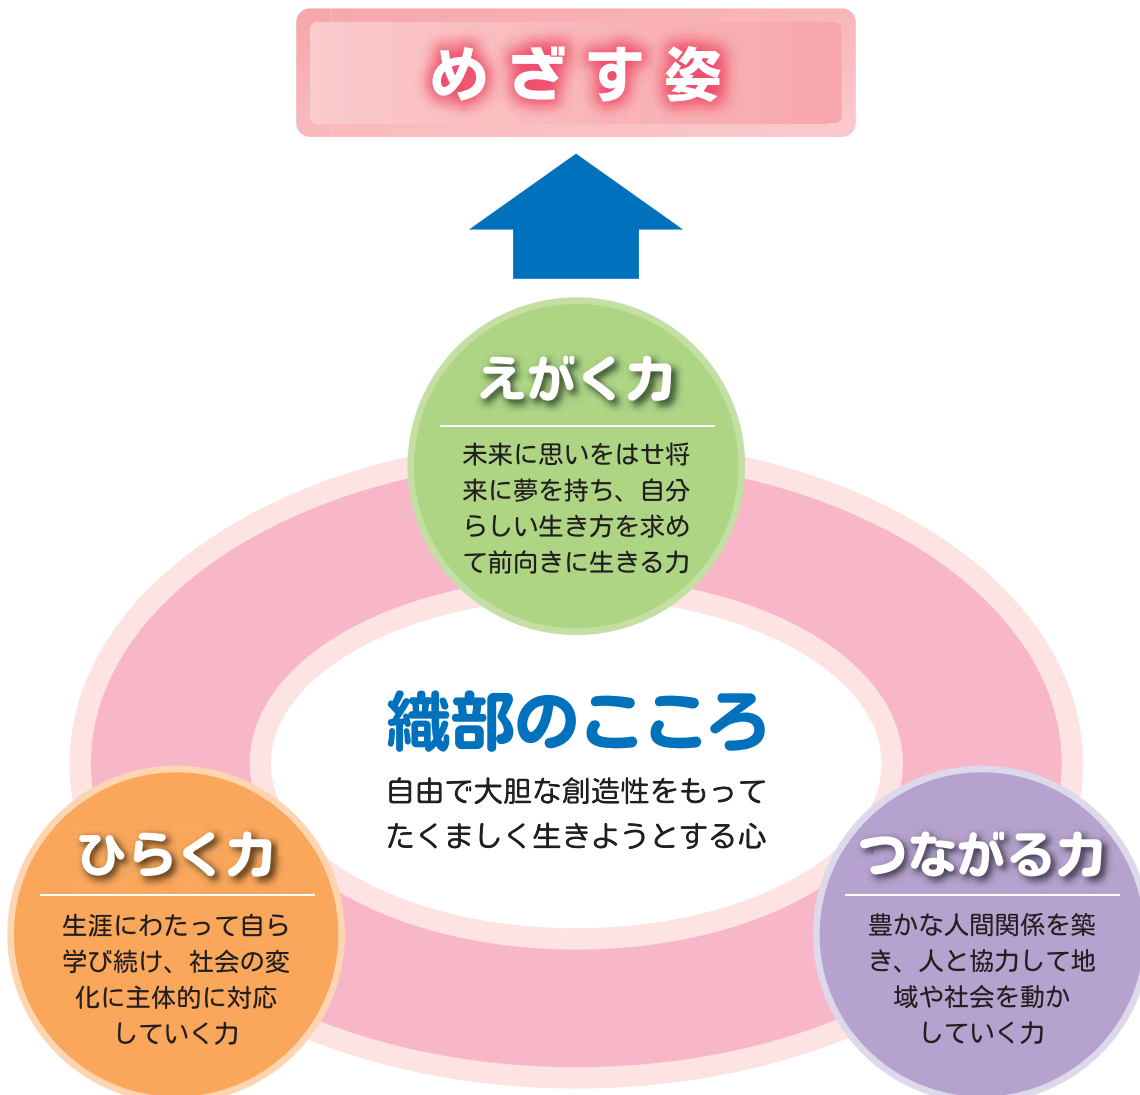 めざす姿
えがく力
未来に思いをはせ将
来に夢を持ち、自分
らしい生き方を求め
て前向きに生きる力
織部のこころ
自由で大胆な創造性をもって
たくましく生きようとする心
ひらく力
生涯にわたって自ら
学び続け、社会の変
化に主体的に対応
していく力
つながる力
豊かな人間関係を築
き、人と協力して地
域や社会を動か
していく力